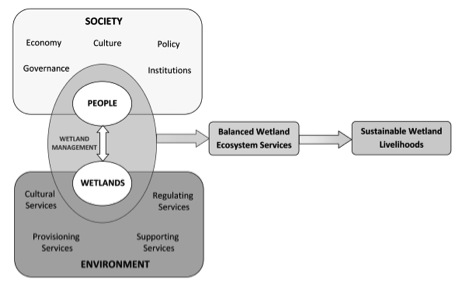 SOCIETY
Economy Culture Policy
Governance Institutions
PEOPLE
WETLAND
MANAGEMENT
WETLANDS
Balanced Wetland
Ecosystem Services
Sustainable Wetland
Livelihoods
Cultural
Services
Regulating
Services
Provisioning
Services
Supporting
Services
ENVIRONMENT